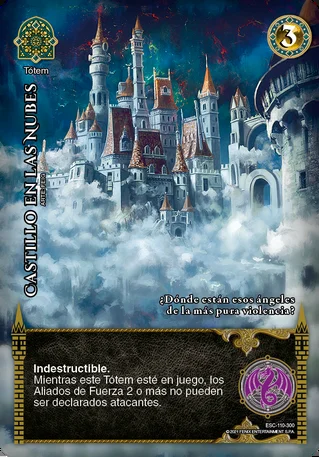 3
Tótem
CASTILLO EN LAS NUBES
¿Dónde están esos ángeles
de la más pura violencia?
Indestructible.
Mientras este Tótem esté en juego, los
Aliados de Fuerza 2 o más no pueden
ser declarados atacantes.
ESC-110-300
©2021 FENIX ENTERTAINMENT S.P.A.